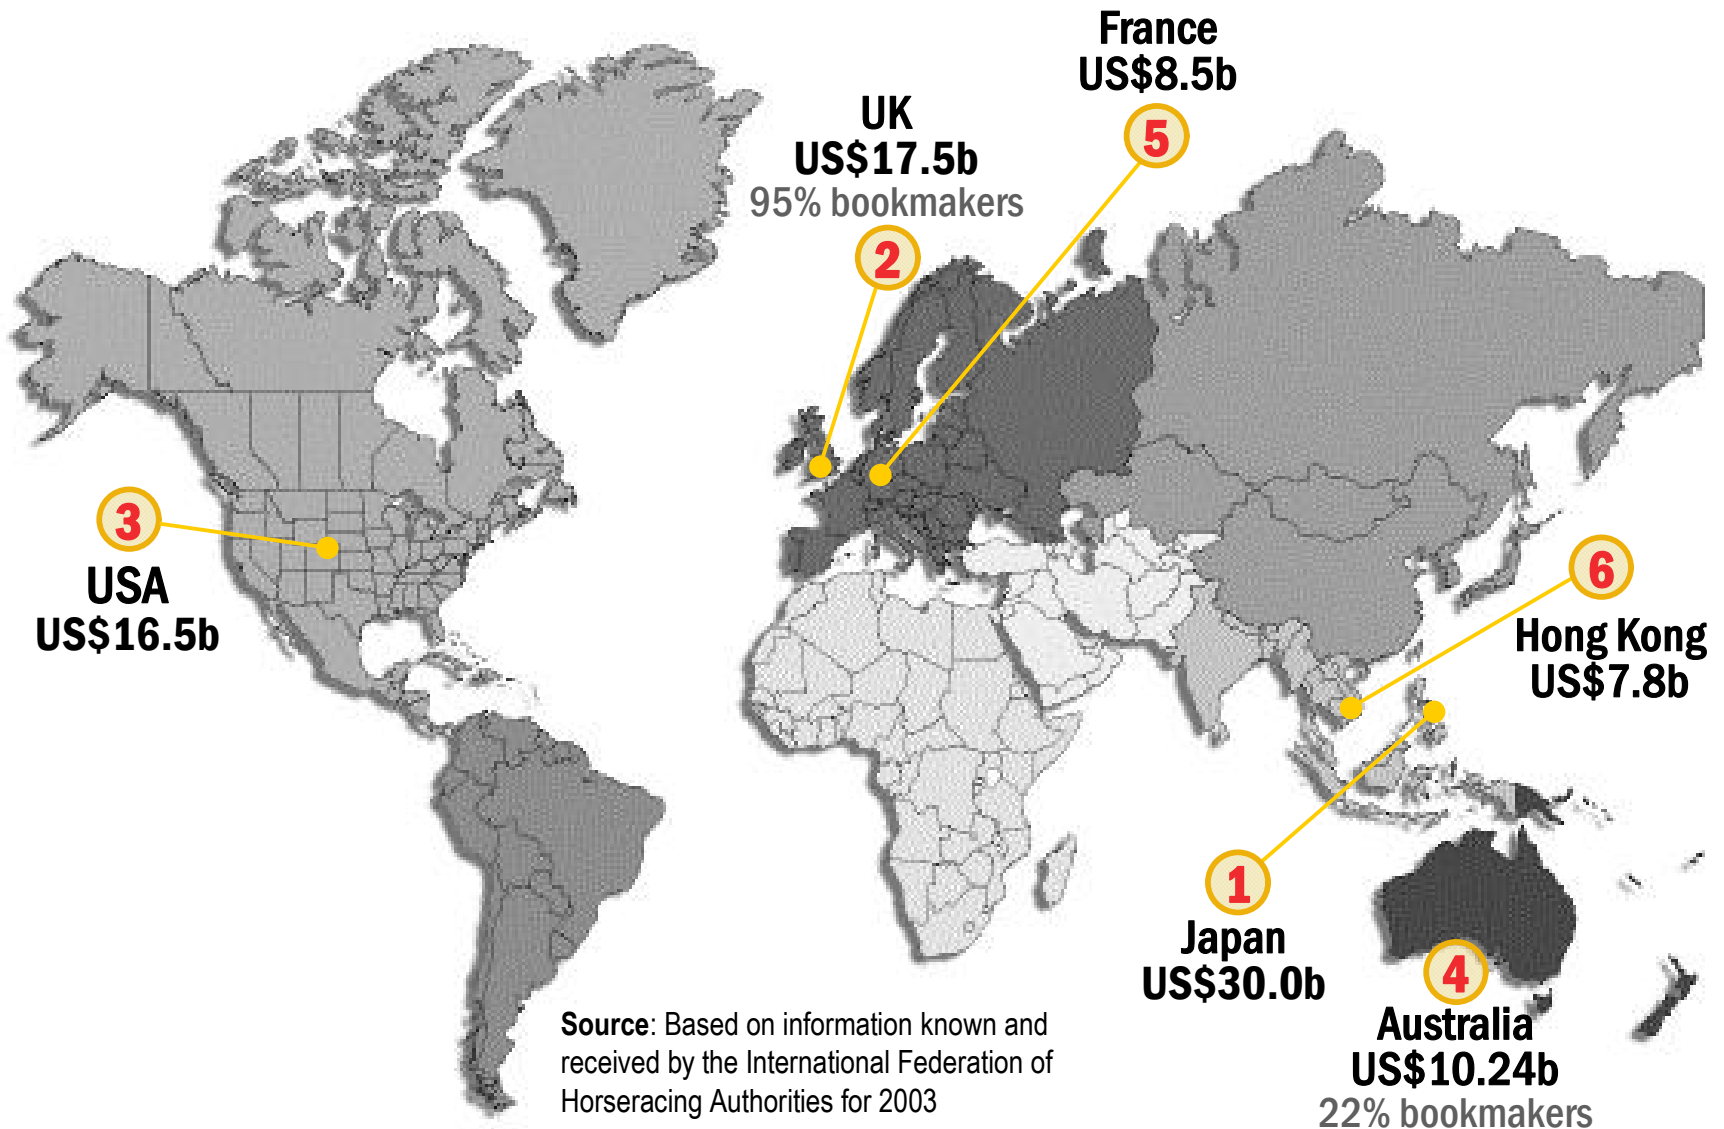 France
US$8.5b
5
UK
US$17.5b
95% bookmakers
2
3
USA
US$16.5b
6
Hong Kong
US$7.8b
1
Japan
US$30.0b
4
Australia
US$10.24b
22% bookmakers
Source: Based on information known and
received by the International Federation of
Horseracing Authorities for 2003